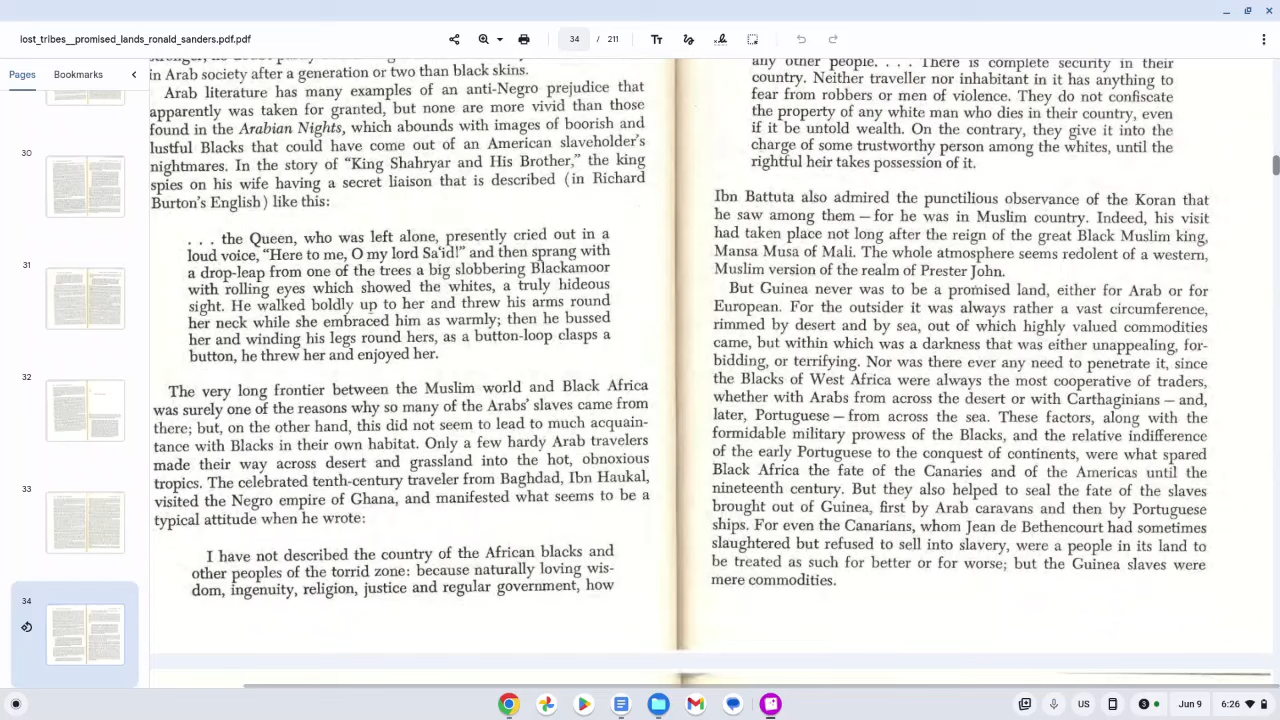 lost_tribes__promised_lands_ronald_sanders.pdf.pdf
34 / 211
Pages
Bookmarks
30
31
32
33
34
in Arab society after a generation or two than black skins.
Arab literature has many examples of an anti-Negro prejudice that
apparently was taken for granted, but none are more vivid than those
found in the Arabian Nights, which abounds with images of boorish and
lustful Blacks that could have come out of an American slaveholder's
nightmares. In the story of “King Shahryar and His Brother,” the king
spies on his wife having a secret liaison that is described (in Richard
Burton's English) like this:
. . . the Queen, who was left alone, presently cried out in a
loud voice, “Here to me, O my lord Sa'id!” and then sprang with
a drop-leap from one of the trees a big slobbering Blackamoor
with rolling eyes which showed the whites, a truly hideous
sight. He walked boldly up to her and threw his arms round
her neck while she embraced him as warmly; then he bussed
her and winding his legs round hers, as a button-loop clasps a
button, he threw her and enjoyed her.
The very long frontier between the Muslim world and Black Africa
was surely one of the reasons why so many of the Arabs' slaves came from
there; but, on the other hand, this did not seem to lead to much acquain-
tance with Blacks in their own habitat. Only a few hardy Arab travelers
made their way across desert and grassland into the hot, obnoxious
tropics. The celebrated tenth-century traveler from Baghdad, Ibn Haukal,
visited the Negro empire of Ghana, and manifested what seems to be a
typical attitude when he wrote:
I have not described the country of the African blacks and
other peoples of the torrid zone: because naturally loving wis-
dom, ingenuity, religion, justice and regular government, how
any other people. . . . There is complete security in their
country. Neither traveller nor inhabitant in it has anything to
fear from robbers or men of violence. They do not confiscate
the property of any white man who dies in their country, even
if it be untold wealth. On the contrary, they give it into the
charge of some trustworthy person among the whites, until the
rightful heir takes possession of it.
Ibn Battuta also admired the punctilious observance of the Koran that
he saw among them – for he was in Muslim country. Indeed, his visit
had taken place not long after the reign of the great Black Muslim king,
Mansa Musa of Mali. The whole atmosphere seems redolent of a western,
Muslim version of the realm of Prester John.
But Guinea never was to be a promised land, either for Arab or for
European. For the outsider it was always rather a vast circumference,
rimmed by desert and by sea, out of which highly valued commodities
came, but within which was a darkness that was either unappealing, for-
bidding, or terrifying. Nor was there ever any need to penetrate it, since
the Blacks of West Africa were always the most cooperative of traders,
whether with Arabs from across the desert or with Carthaginians – and,
later, Portuguese – from across the sea. These factors, along with the
formidable military prowess of the Blacks, and the relative indifference
of the early Portuguese to the conquest of continents, were what spared
Black Africa the fate of the Canaries and of the Americas until the
nineteenth century. But they also helped to seal the fate of the slaves
brought out of Guinea, first by Arab caravans and then by Portuguese
ships. For even the Canarians, whom Jean de Bethencourt had sometimes
slaughtered but refused to sell into slavery, were a people in its land to
be treated as such for better or for worse; but the Guinea slaves were
mere commodities.
US
3
Jun 9
6:26